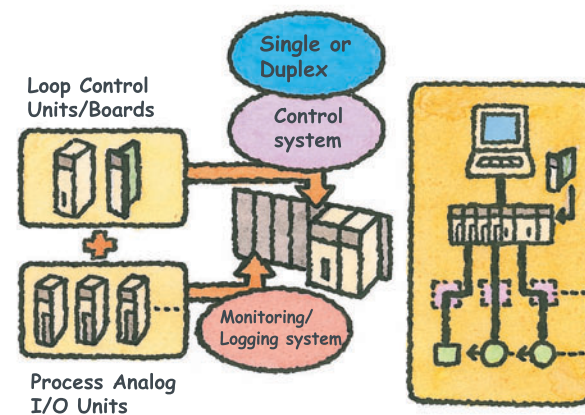 Single or
Duplex
Loop Control
Units/Boards
Control
system
Monitoring/
Logging system
Process Analog
I/O Units